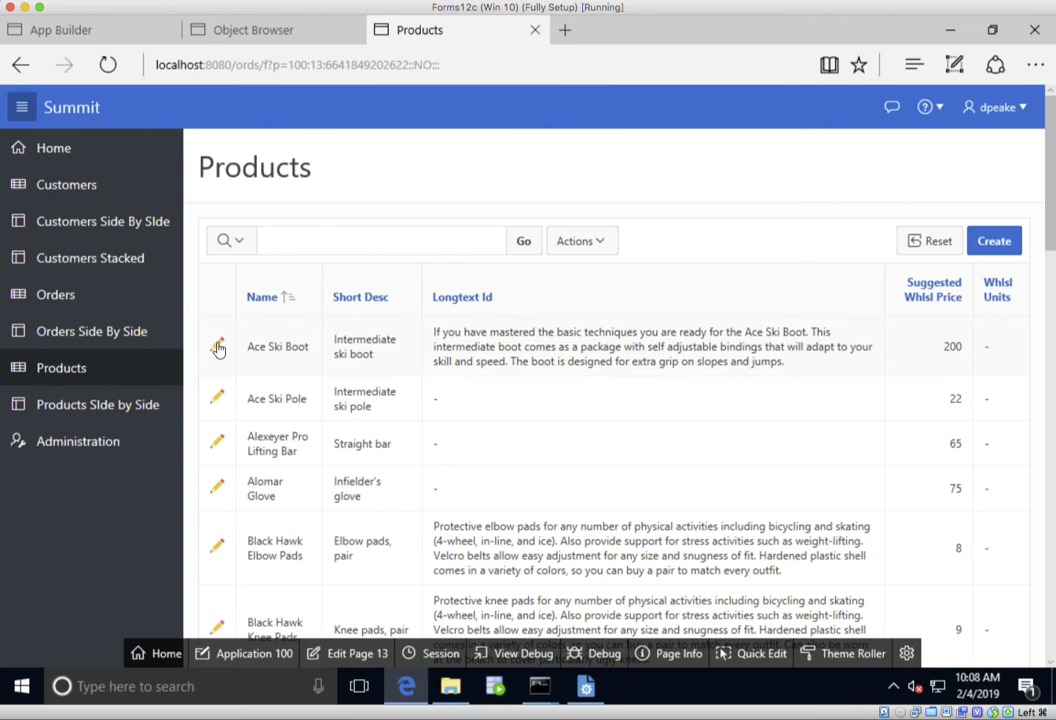 Forms12c (Win 10) (Fully Setup) [Running]
App Builder
Object Browser
Products
localhost:8080/ords/f?p=100:13:6641849202622::NO:::
Summit
dpeake
Home
Customers
Customers Side By SIde
Customers Stacked
Orders
Orders Side By Side
Products
Products SIde by Side
Administration
Products
Go
Actions
Reset
Create
Name
Short Desc
Longtext Id
Suggested
Whlsl Price
Whlsl
Units
Ace Ski Boot
Intermediate
ski boot
If you have mastered the basic techniques you are ready for the Ace Ski Boot. This
intermediate boot comes as a package with self adjustable bindings that will adapt to your
skill and speed. The boot is designed for extra grip on slopes and jumps.
200
-
Ace Ski Pole
Intermediate
ski pole
-
22
-
Alexeyer Pro
Lifting Bar
Straight bar
-
65
-
Alomar
Glove
Infielder's
glove
-
75
-
Black Hawk
Elbow Pads
Elbow pads,
pair
Protective elbow pads for any number of physical activities including bicycling and skating
(4-wheel, in-line, and ice). Also provide support for stress activities such as weight-lifting.
Velcro belts allow easy adjustment for any size and snugness of fit. Hardened plastic shell
comes in a variety of colors, so you can buy a pair to match every outfit.
8
-
Black Hawk
Knee Pads
Knee pads, pair
Protective knee pads for any number of physical activities including bicycling and skating
(4-wheel, in-line, and ice). Also provide support for stress activities such as weight-lifting.
Velcro belts allow easy adjustment for any size and snugness of fit. Hardened plastic shell
9
-
Home
Application 100
Edit Page 13
Session
View Debug
Debug
Page Info
Quick Edit
Theme Roller
Type here to search
10:08 AM
2/4/2019
1
Left ⌘